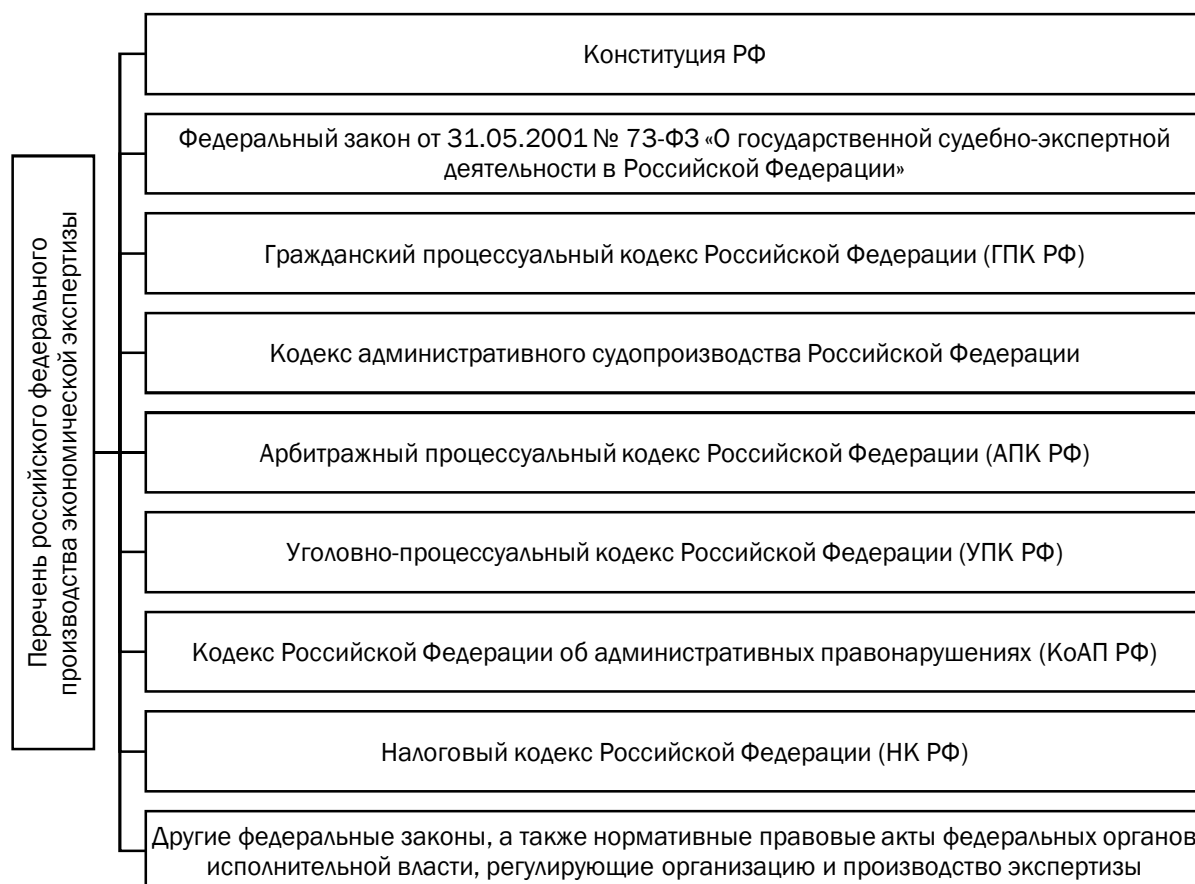 Перечень российского федерального
производства экономической экспертизы
Конституция РФ
Федеральный закон от 31.05.2001 № 73-ФЗ «О государственной судебно-экспертной
деятельности в Российской Федерации»
Гражданский процессуальный кодекс Российской Федерации (ГПК РФ)
Кодекс административного судопроизводства Российской Федерации
Арбитражный процессуальный кодекс Российской Федерации (АПК РФ)
Уголовно-процессуальный кодекс Российской Федерации (УПК РФ)
Кодекс Российской Федерации об административных правонарушениях (КоАП РФ)
Налоговый кодекс Российской Федерации (НК РФ)
Другие федеральные законы, а также нормативные правовые акты федеральных органов
исполнительной власти, регулирующие организацию и производство экспертизы